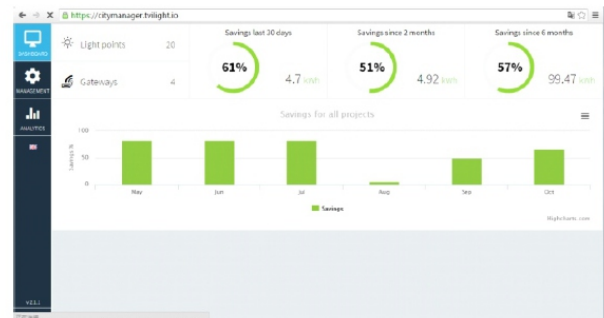 https://citymanager.tvilight.io
DASHBOARD
MANAGEMENT
ANALYTICS
Light points 20
Gateways 4
Savings last 30 days
61%
4.7 kWh
Savings since 2 months
51%
4.92 kWh
Savings since 6 months
57%
99.47 kWh
Savings for all projects
Savings %
100
50
0
May Jun Jul Aug Sep Oct
Savings
Highcharts.com